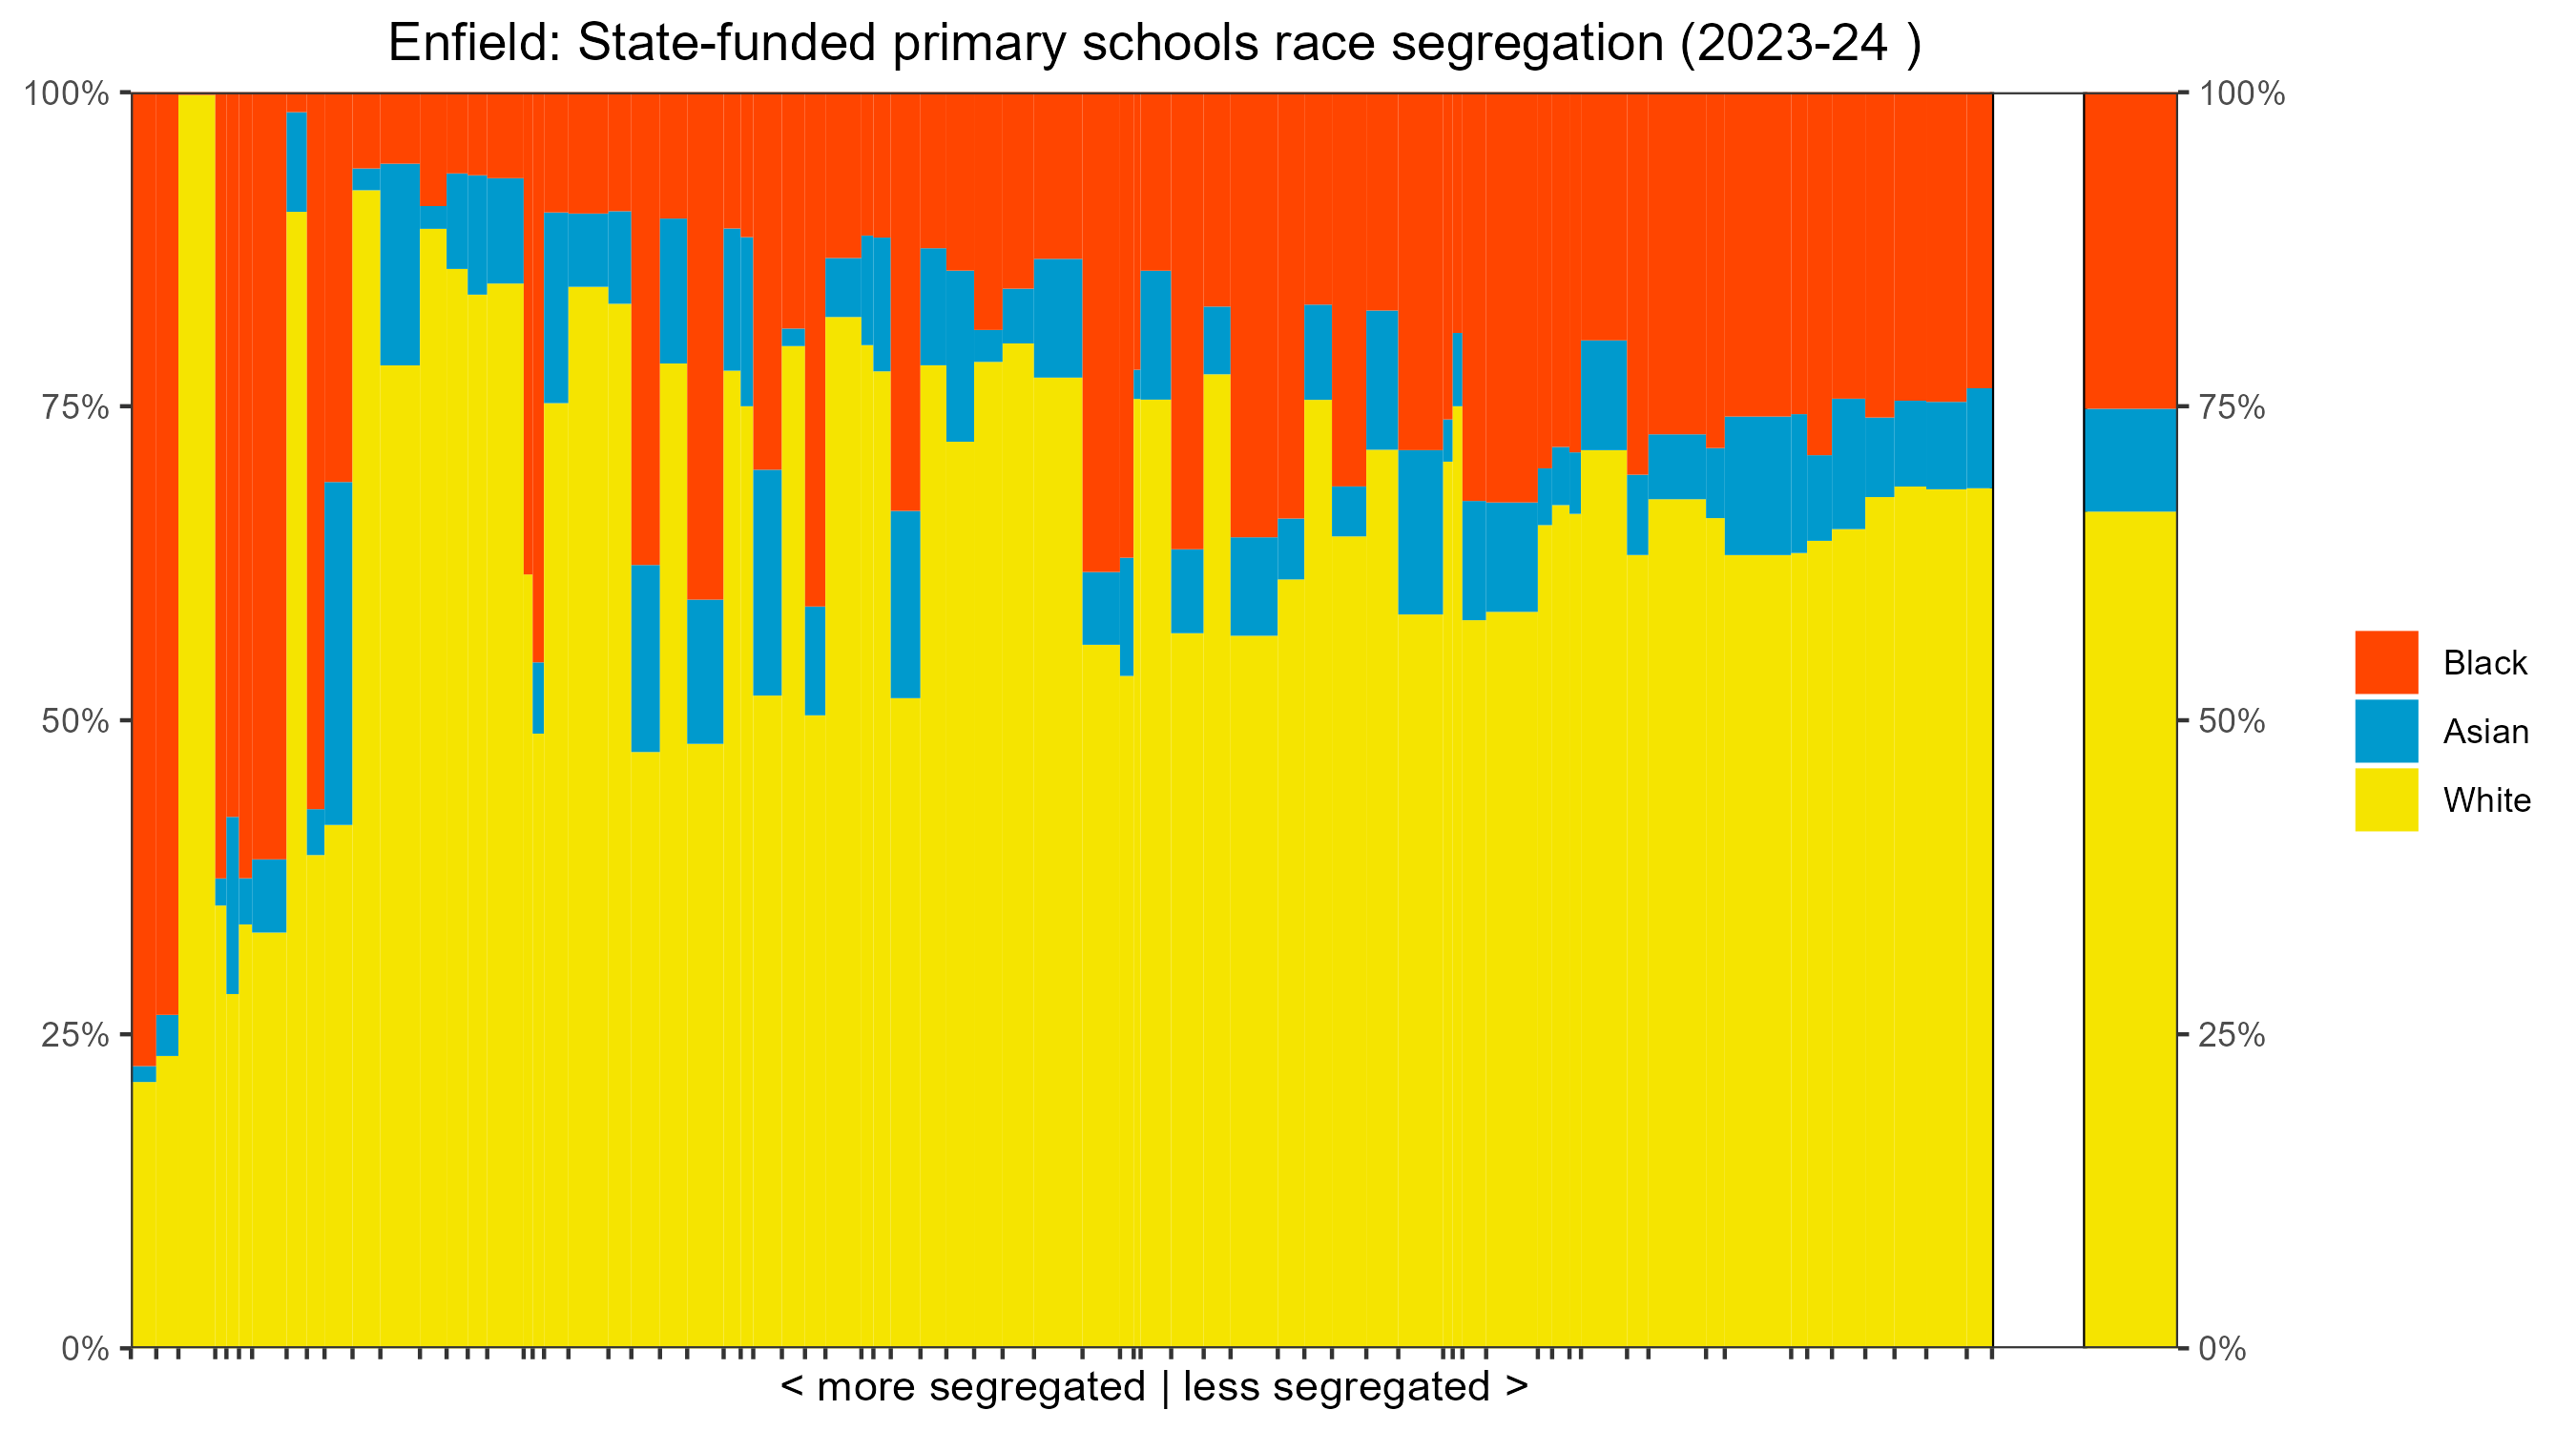 Enfield: State-funded primary schools race segregation (2023-24 )
100%
75%
50%
25%
0%
100%
75%
50%
25%
0%
Black
Asian
White
< more segregated | less segregated >